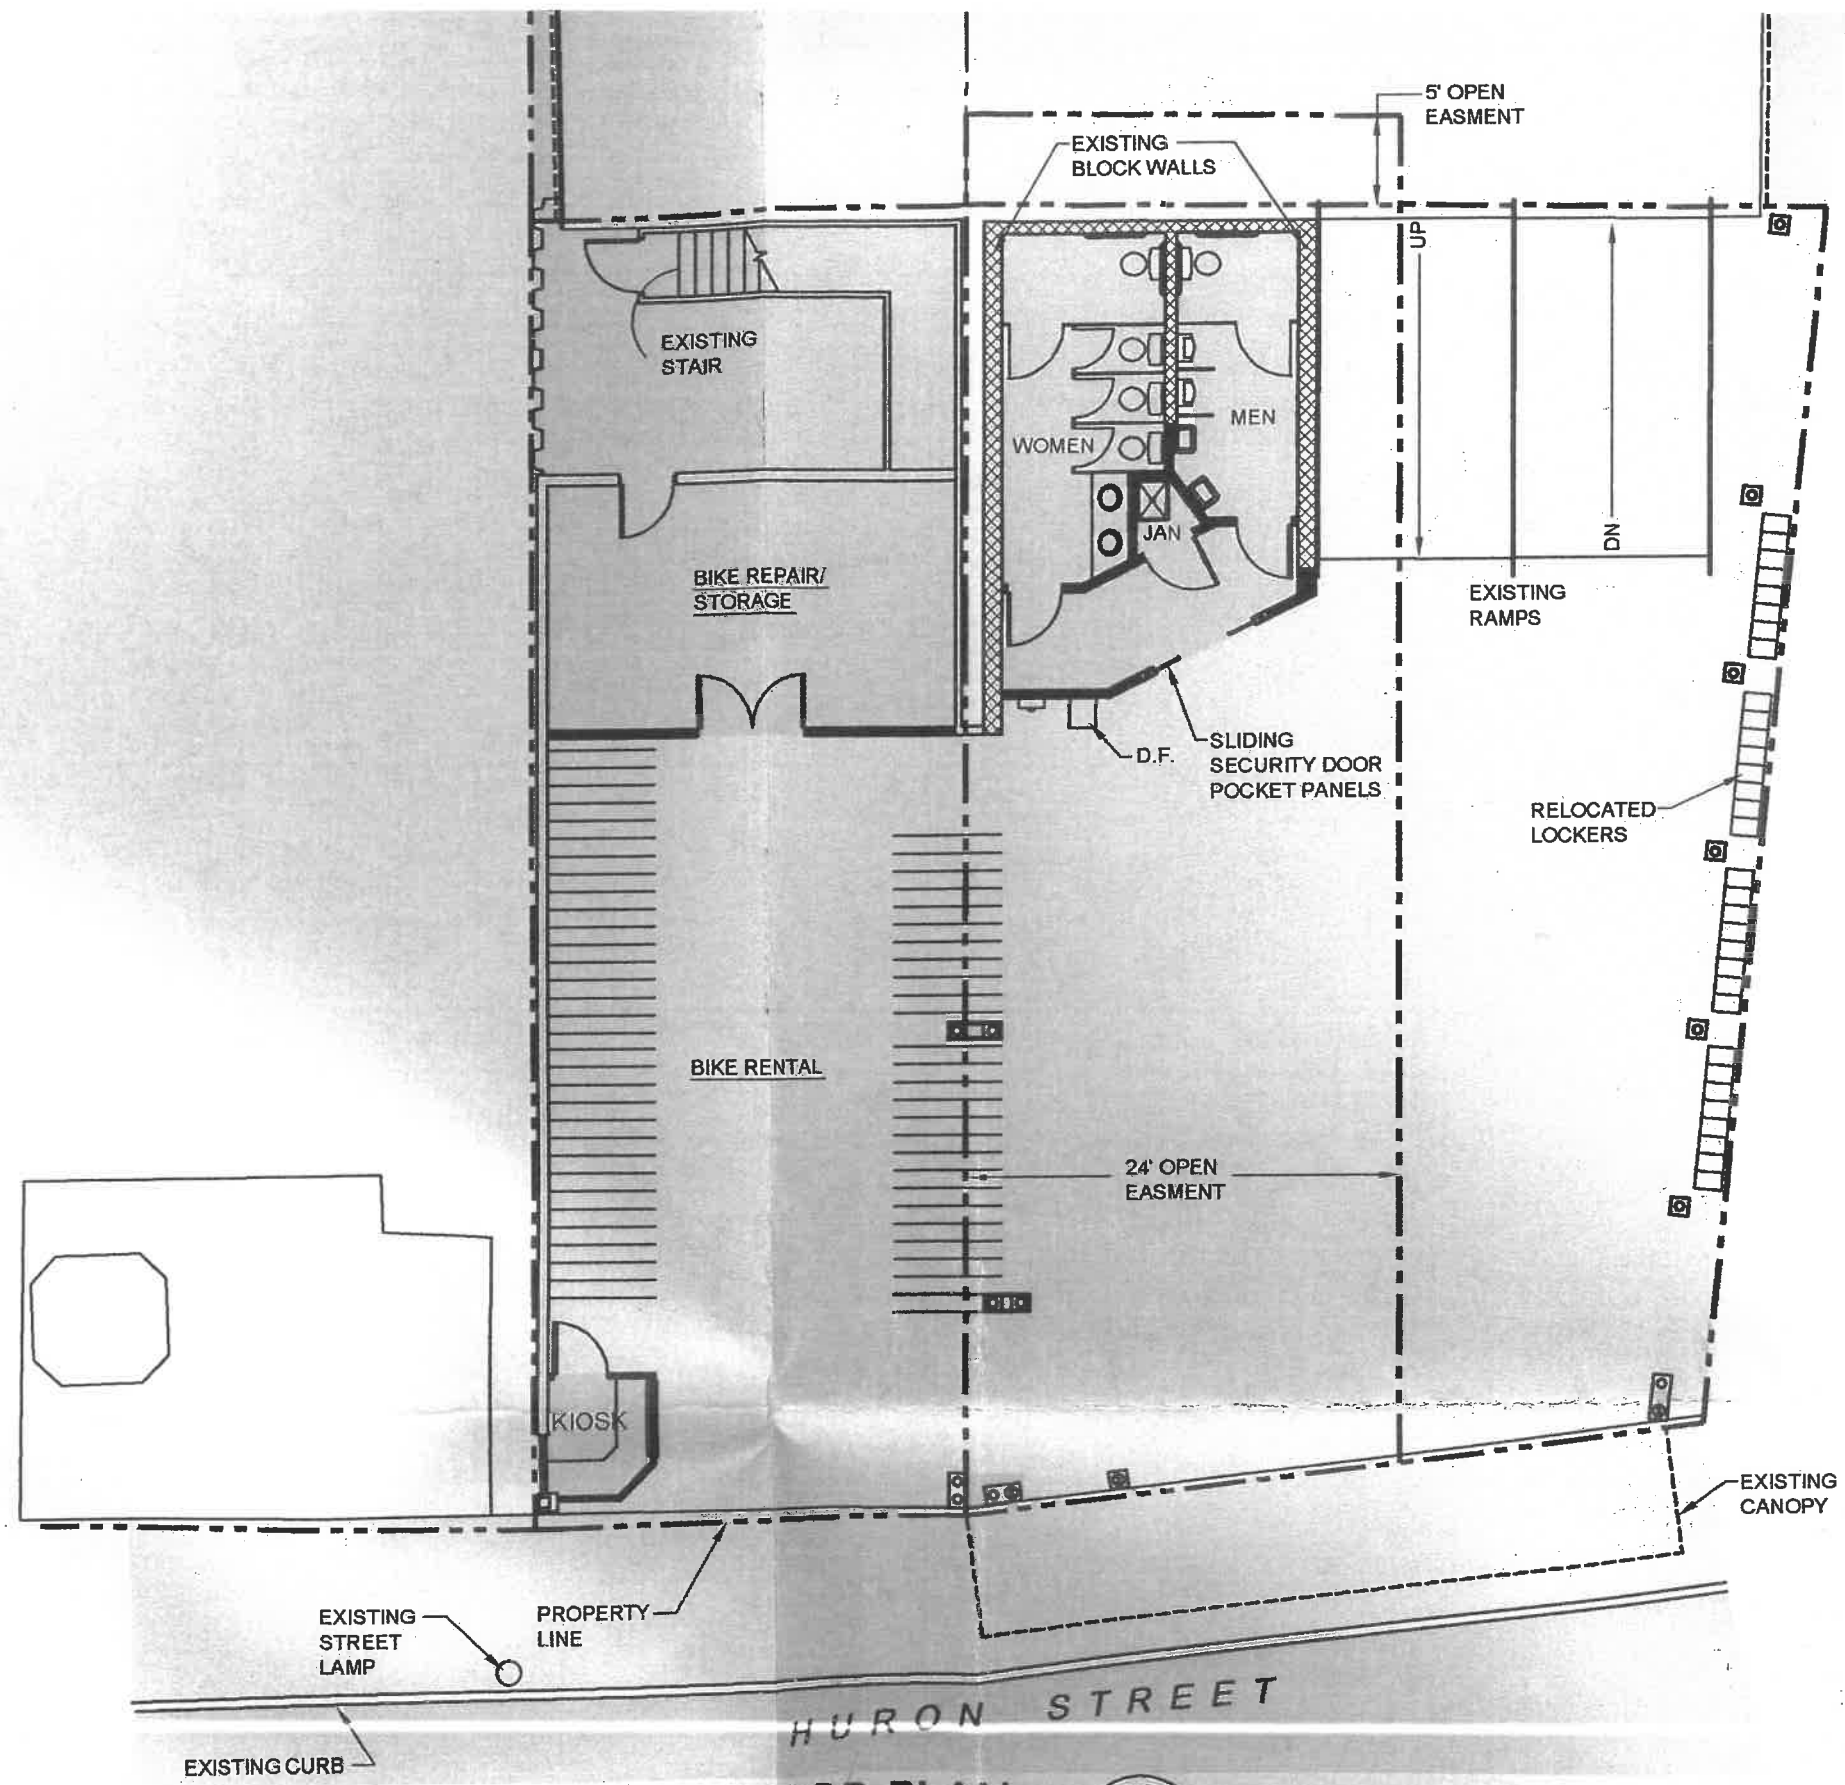 5' OPEN
EASMENT
EXISTING
BLOCK WALLS
UP
EXISTING
STAIR
MEN
WOMEN
JAN
DN
BIKE REPAIR/
STORAGE
EXISTING
RAMPS
D.F.
SLIDING
SECURITY DOOR
POCKET PANELS
RELOCATED
LOCKERS
BIKE RENTAL
24' OPEN
EASMENT
KIOSK
EXISTING
CANOPY
EXISTING
STREET
LAMP
PROPERTY
LINE
HURON STREET
EXISTING CURB
PLAN